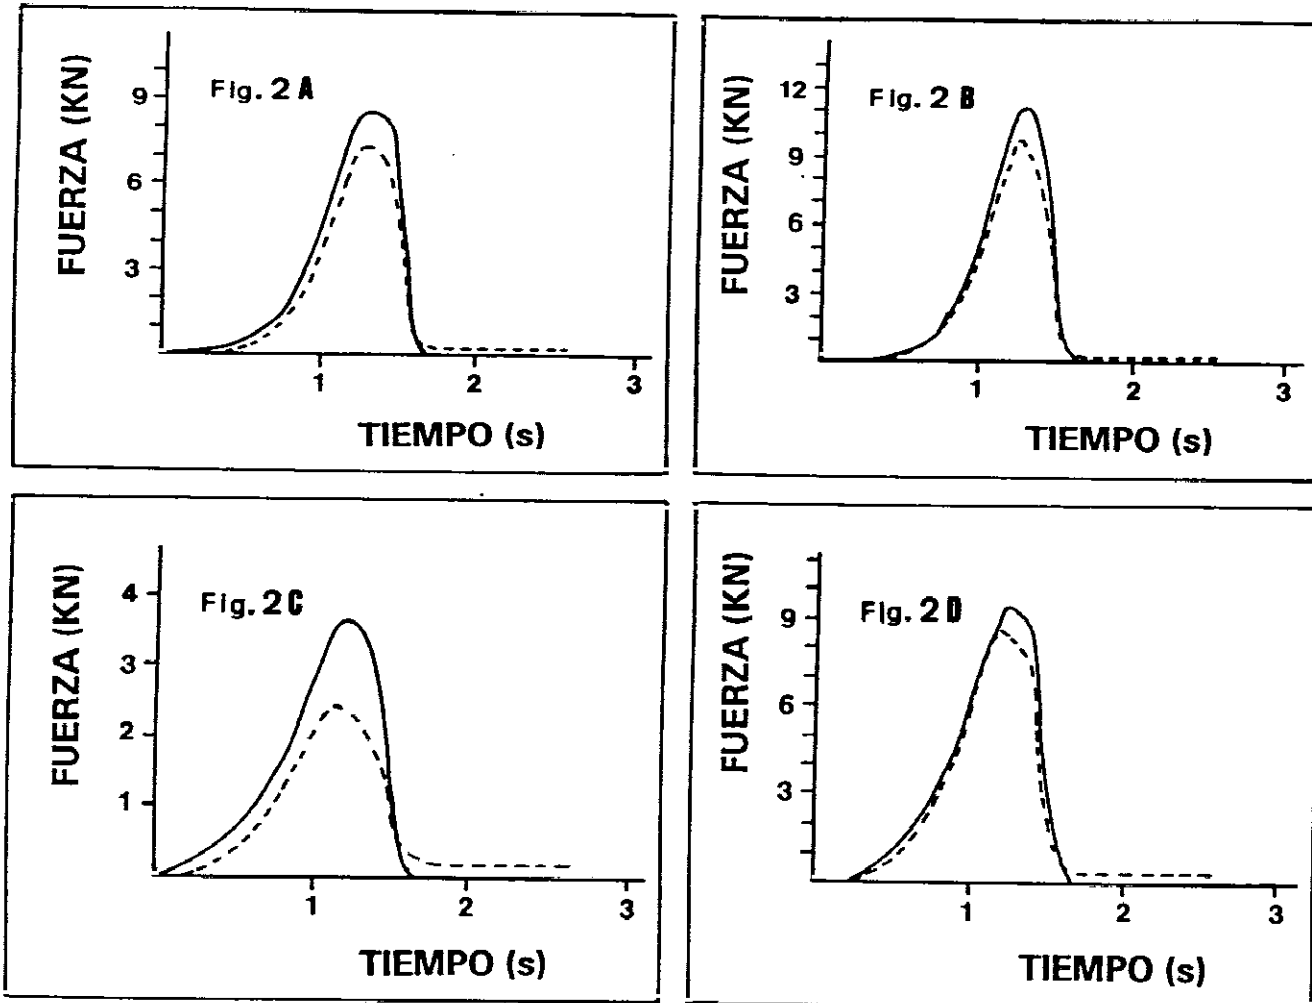 Fig. 2 A
FUERZA (KN)
9
6
3
1
2
3
TIEMPO (s)
Fig. 2 B
FUERZA (KN)
12
9
6
3
1
2
3
TIEMPO (s)
Fig. 2C
FUERZA (KN)
4
3
2
1
1
2
3
TIEMPO (s)
Fig. 2D
FUERZA (KN)
9
6
3
1
2
3
TIEMPO (s)